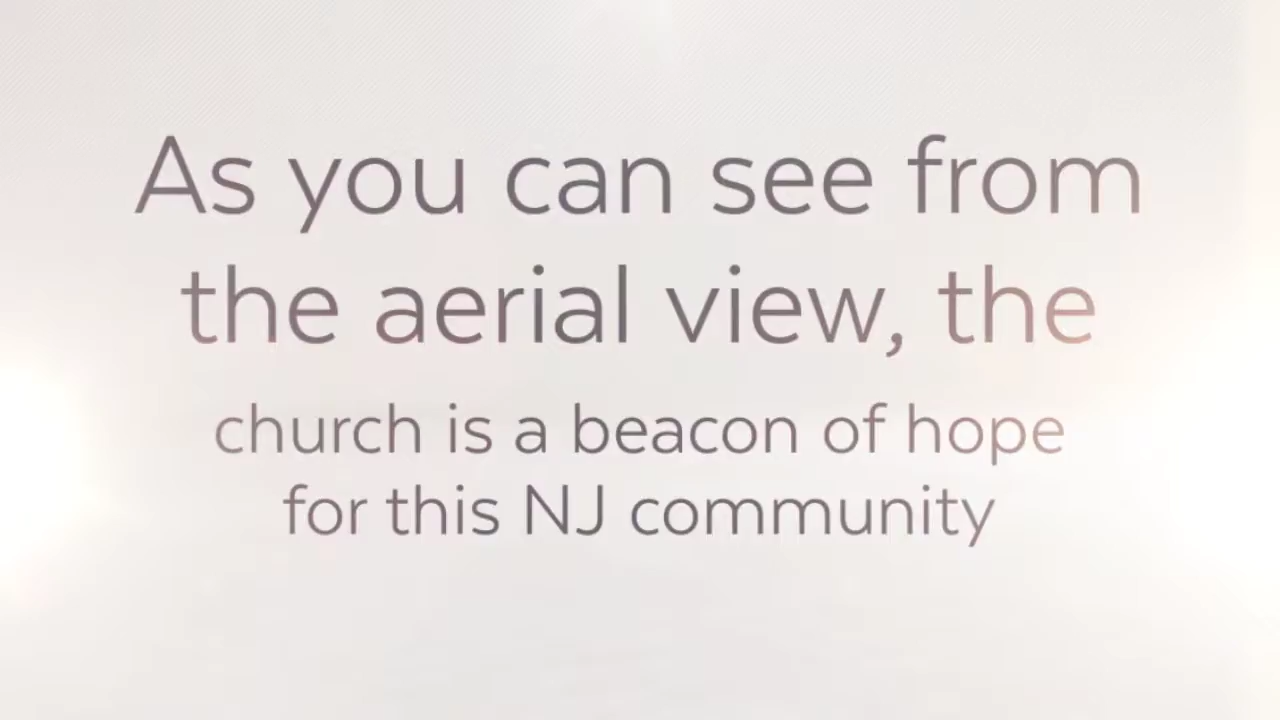 As you can see from
the aerial view, the
church is a beacon of hope
for this NJ community